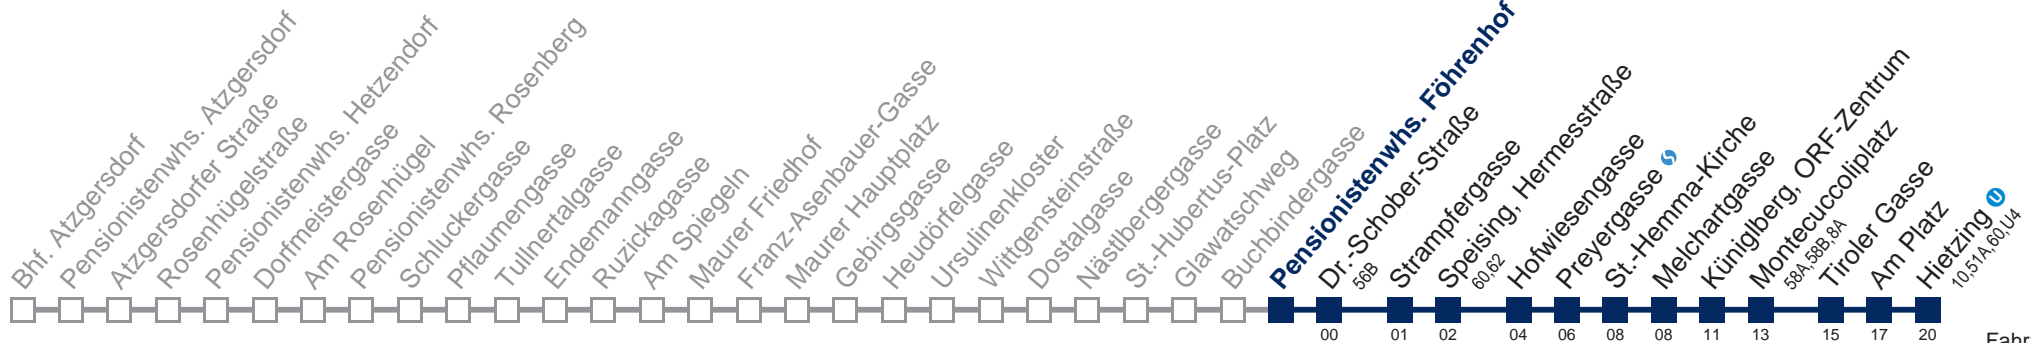 Bhf. Atzgersdorf
Pensionistenwhs. Atzgersdorf
Atzgersdorfer Straße
Rosenhügelstraße
Pensionistenwhs. Hetzendorf
Dorfmeistergasse
Am Rosenhügel
Pensionistenwhs. Rosenberg
Schluckergasse
Pflaumengasse
Tullnertalgasse
Endemanngasse
Ruzickagasse
Am Spiegeln
Maurer Friedhof
Franz-Asenbauer-Gasse
Maurer Hauptplatz
Gebirgsgasse
Heudörfelgasse
Ursulinenkloster
Wittgensteinstraße
Dostalgasse
Nästlbergergasse
St.-Hubertus-Platz
Glawatschweg
Buchbindergasse
Pensionistenwhs. Föhrenhof
Dr.-Schober-Straße
56B
Strampfergasse
Speising, Hermesstraße
60,62
Hofwiesengasse
Preyergasse S
St.-Hemma-Kirche
Melchartgasse
Küniglberg, ORF-Zentrum
Montecuccoliplatz
58A,58B,8A
Tiroler Gasse
Am Platz
Hietzing U
10,51A,60,U4
00 01 02 04 06 08 08 11 13 15 17 20
Fahr